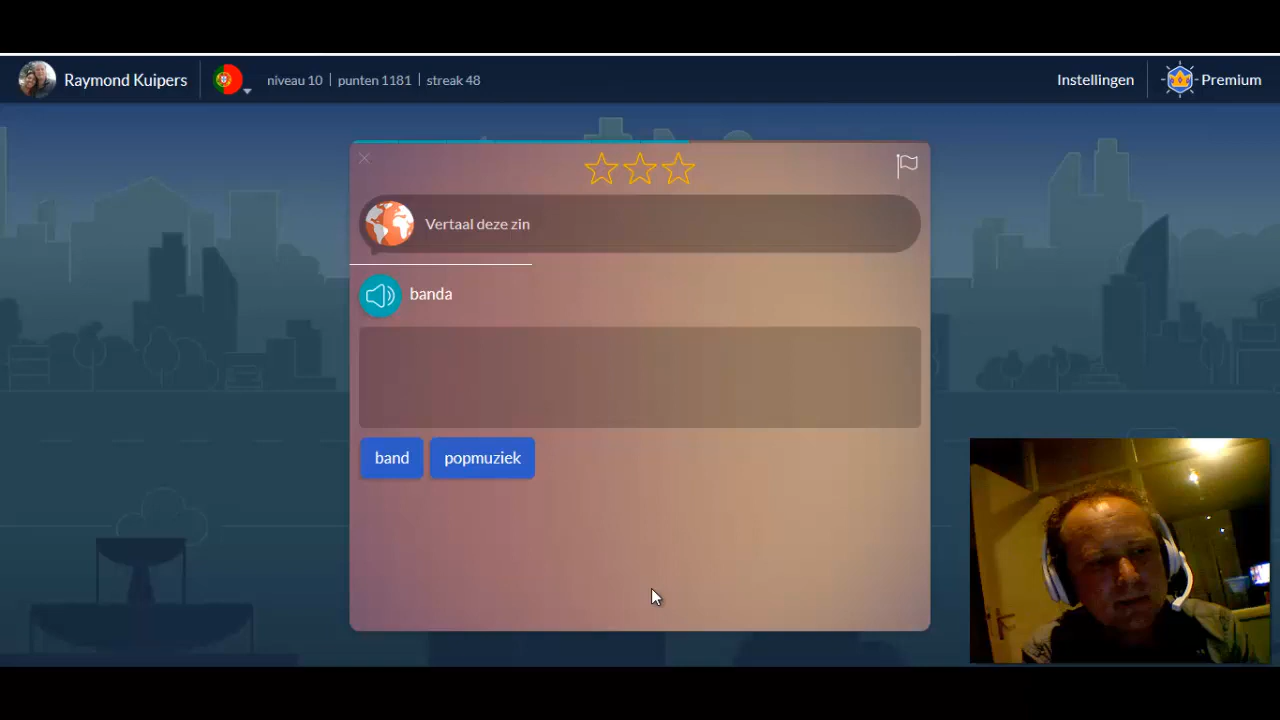 Raymond Kuipers
niveau 10 | punten 1181 | streak 48
Instellingen
Premium
Vertaal deze zin
banda
band
popmuziek